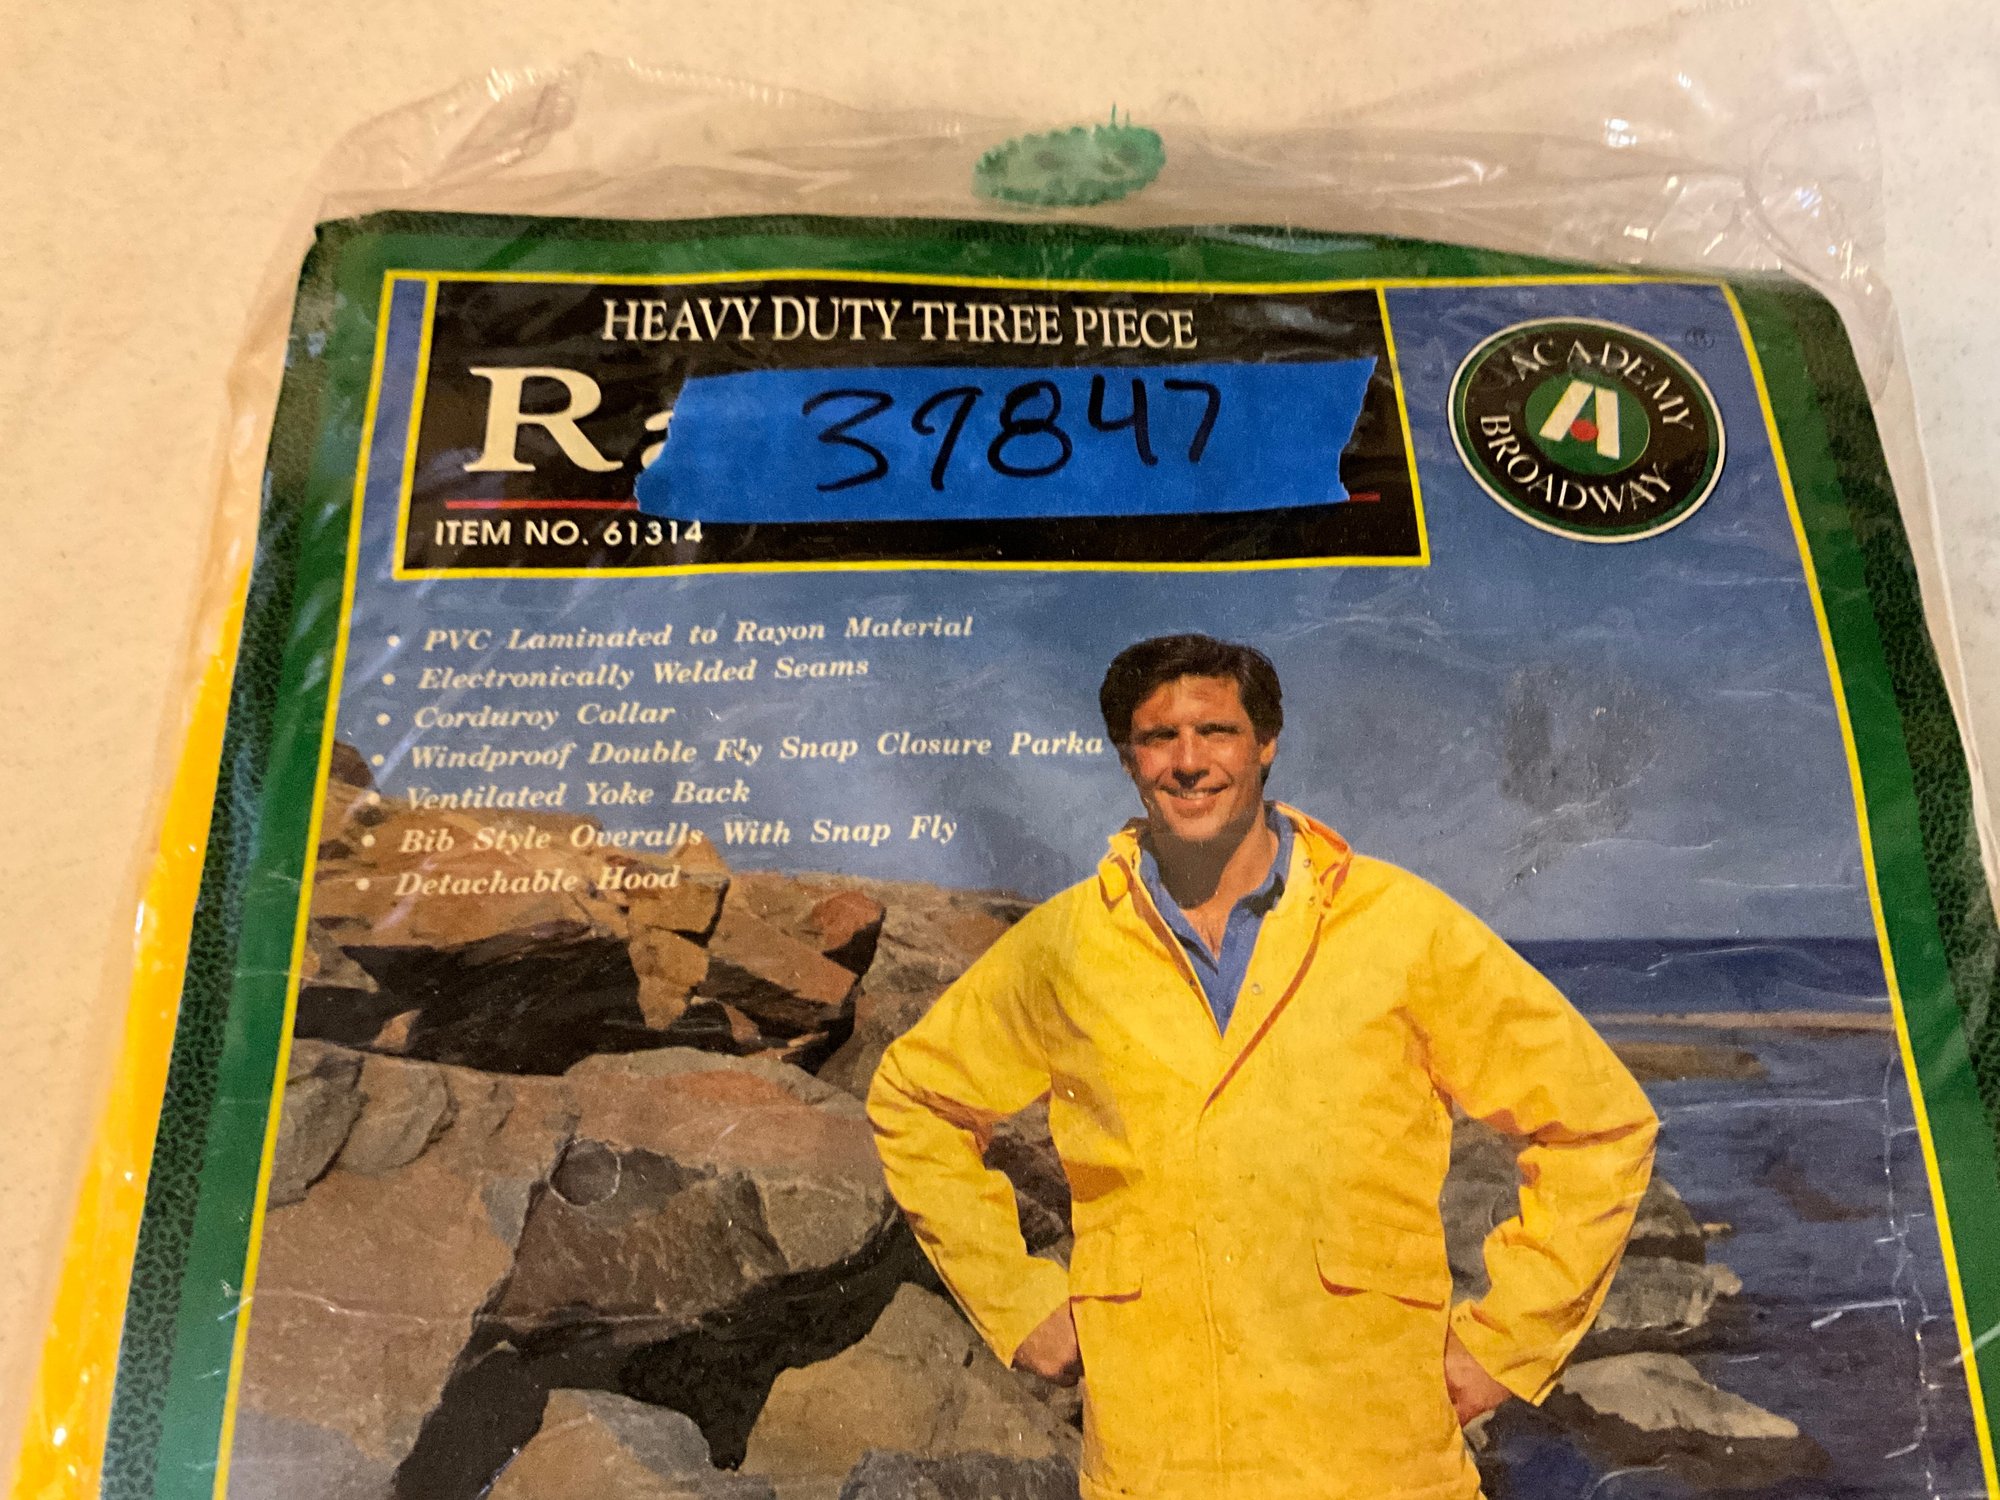 HEAVY DUTY THREE PIECE
Ra
39847
ITEM NO. 61314
ACADEMY
BROADWAY
A
®
• PVC Laminated to Rayon Material
• Electronically Welded Seams
• Corduroy Collar
• Windproof Double Fly Snap Closure Parka
• Ventilated Yoke Back
• Bib Style Overalls With Snap Fly
• Detachable Hood